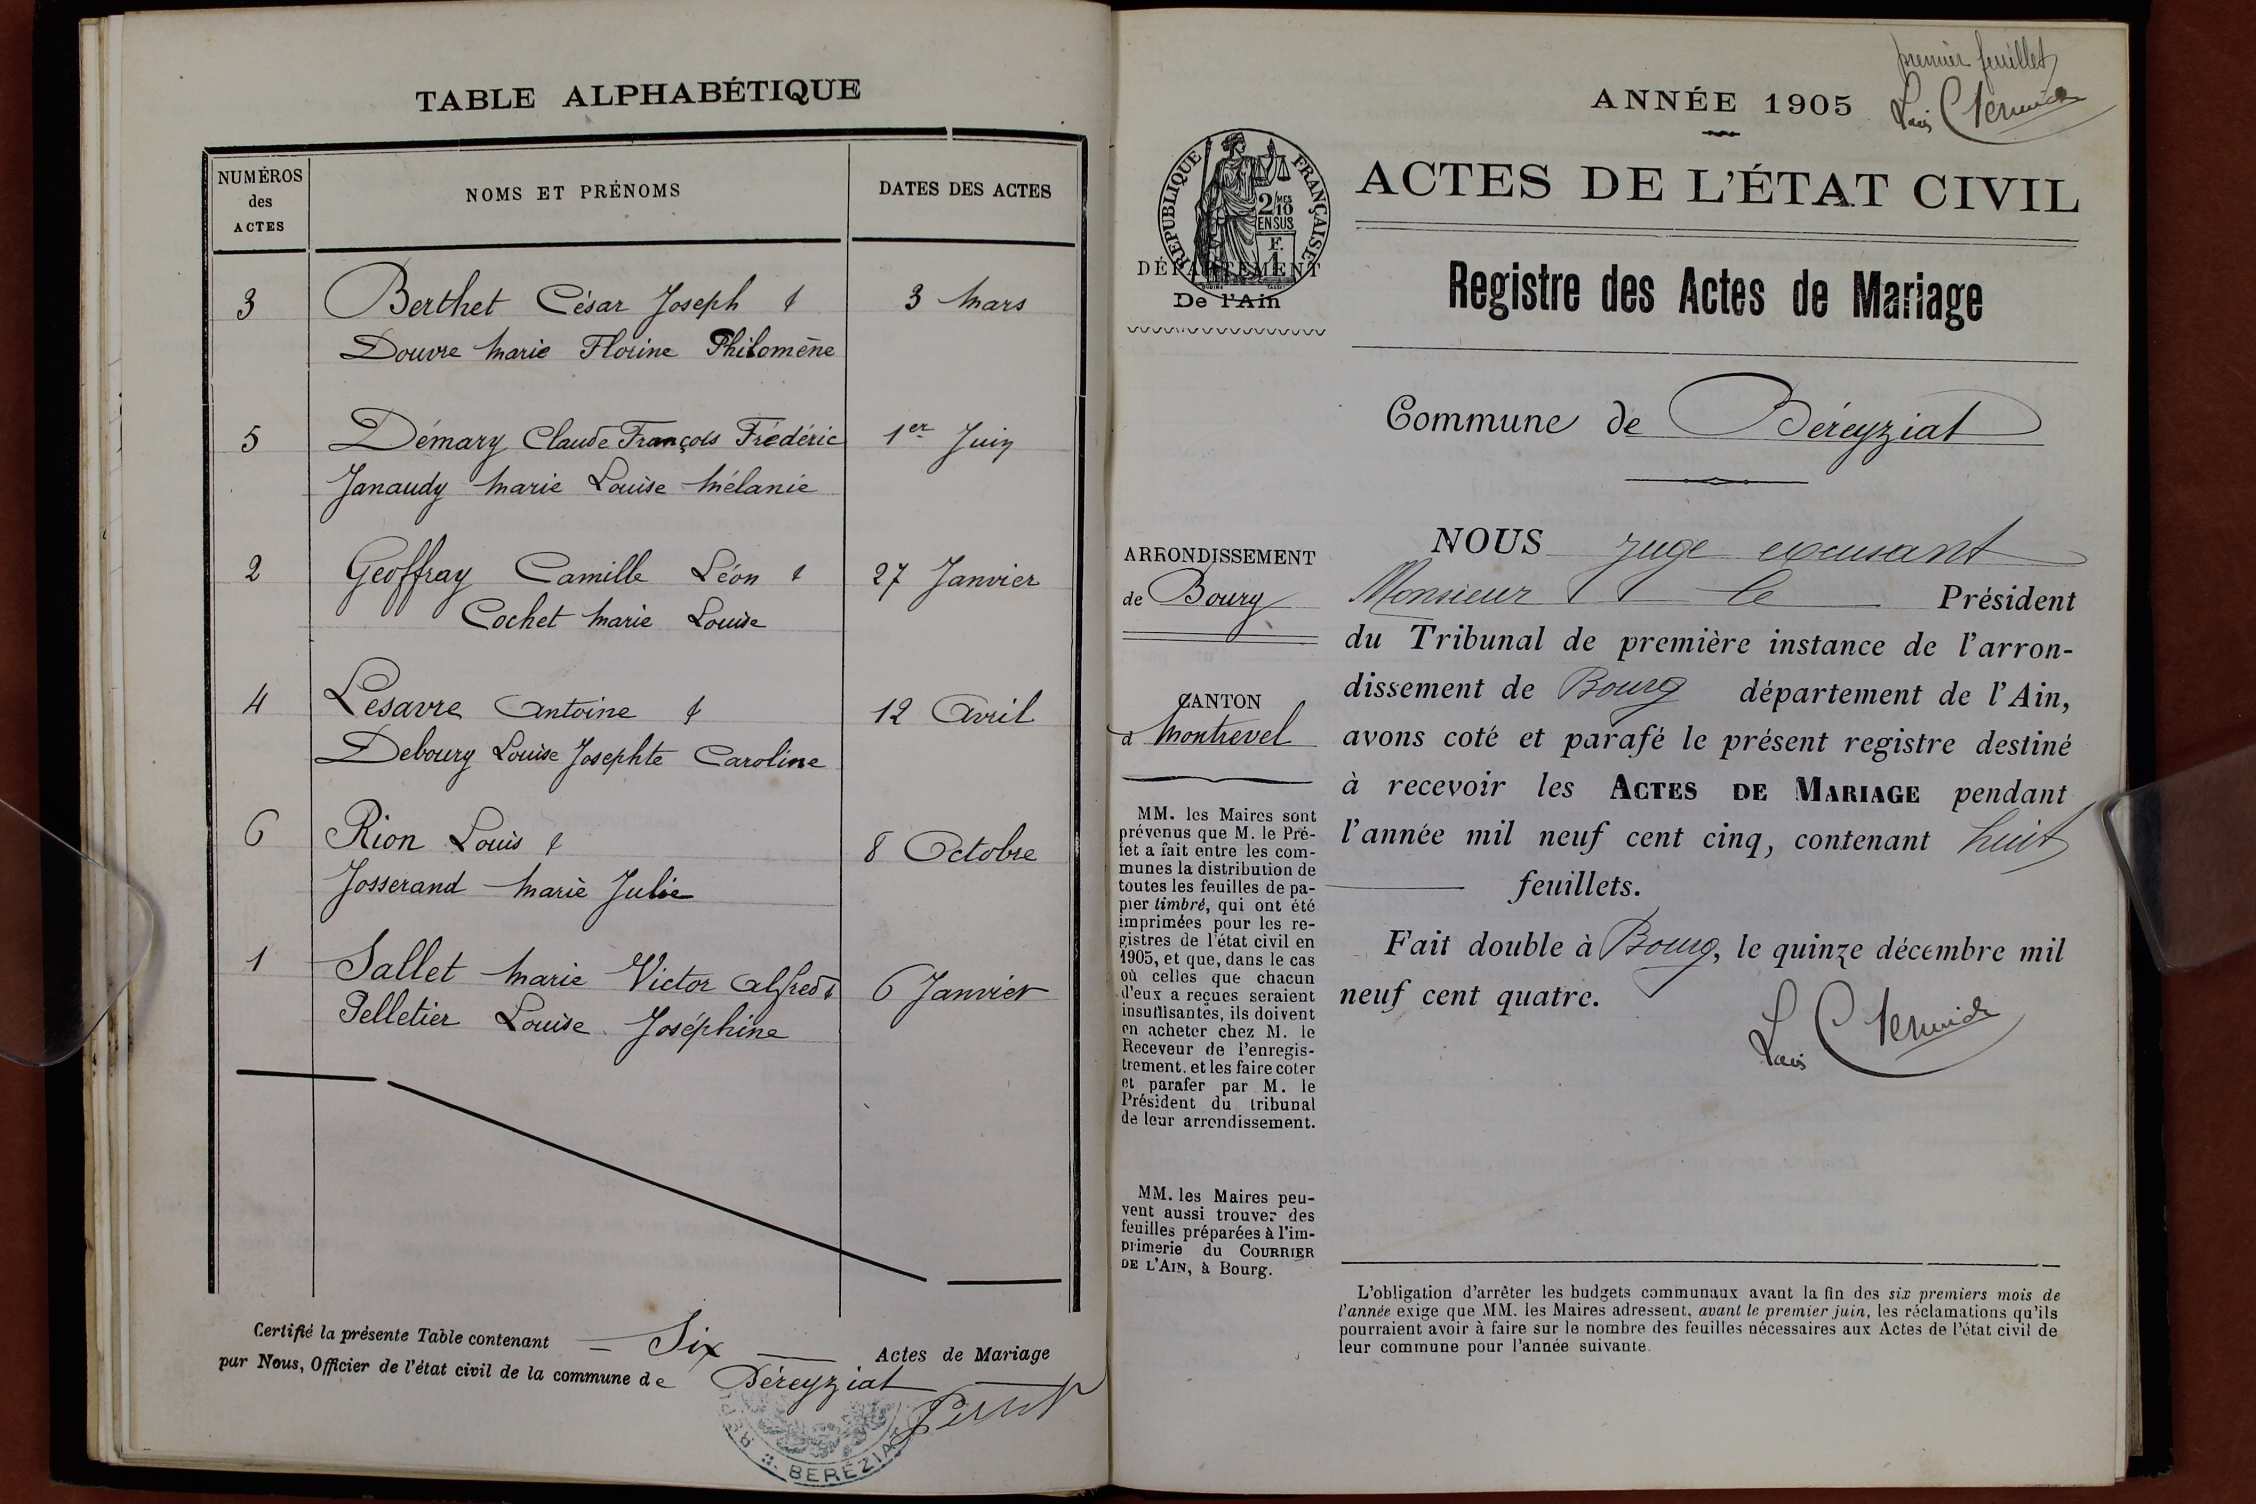 TABLE ALPHABÉTIQUE
NUMÉROS
des
ACTES
NOMS ET PRÉNOMS
DATES DES ACTES
3 Berthet César Joseph & 3 Mars
Douvre Marie Florine Philomène
5 Démary Claude François Frédéric 1er Juin
Janaudy Marie Louise Mélanie
2 Geoffray Camille Léon & 27 Janvier
Cochet Marie Louise
4 Lesavre Antoine & 12 Avril
Debourg Louise Josephte Caroline
6 Rion Louis & 8 Octobre
Josserand Marie Julie
1 Sallet Marie Victor Alfred & 6 Janvier
Pelletier Louise Joséphine
Certifié la présente Table contenant Six Actes de Mariage
par Nous, Officier de l'état civil de la commune de Béreyziat
BERÉZIAT
premier feuillet
ANNÉE 1905
RÉPUBLIQUE FRANÇAISE
2/10 MES
EN SUS
F.
1
DÉPARTEMENT
De l'Ain
ACTES DE L'ÉTAT CIVIL
Registre des Actes de Mariage
Commune de Béreyziat
ARRONDISSEMENT
de Bourg
CANTON
d Montrevel
MM. les Maires sont
prévenus que M. le Pré-
fet a fait entre les com-
munes la distribution de
toutes les feuilles de pa-
pier timbré, qui ont été
imprimées pour les re-
gistres de l'état civil en
1905, et que, dans le cas
où celles que chacun
d'eux a reçues seraient
insuffisantes, ils doivent
en acheter chez M. le
Receveur de l'enregis-
trement. et les faire coter
et parafer par M. le
Président du tribunal
de leur arrondissement.
MM. les Maires peu-
vent aussi trouver des
feuilles préparées à l'im-
primerie du COURRIER
DE L'AIN, à Bourg.
NOUS juge excusant
Monsieur le Président
du Tribunal de première instance de l'arron-
dissement de Bourg département de l'Ain,
avons coté et parafé le présent registre destiné
à recevoir les ACTES DE MARIAGE pendant
l'année mil neuf cent cinq, contenant huit
feuillets.
Fait double à Bourg, le quinze décembre mil
neuf cent quatre.
L'obligation d'arrêter les budgets communaux avant la fin des six premiers mois de
l'année exige que MM. les Maires adressent, avant le premier juin, les réclamations qu'ils
pourraient avoir à faire sur le nombre des feuilles nécessaires aux Actes de l'état civil de
leur commune pour l'année suivante.